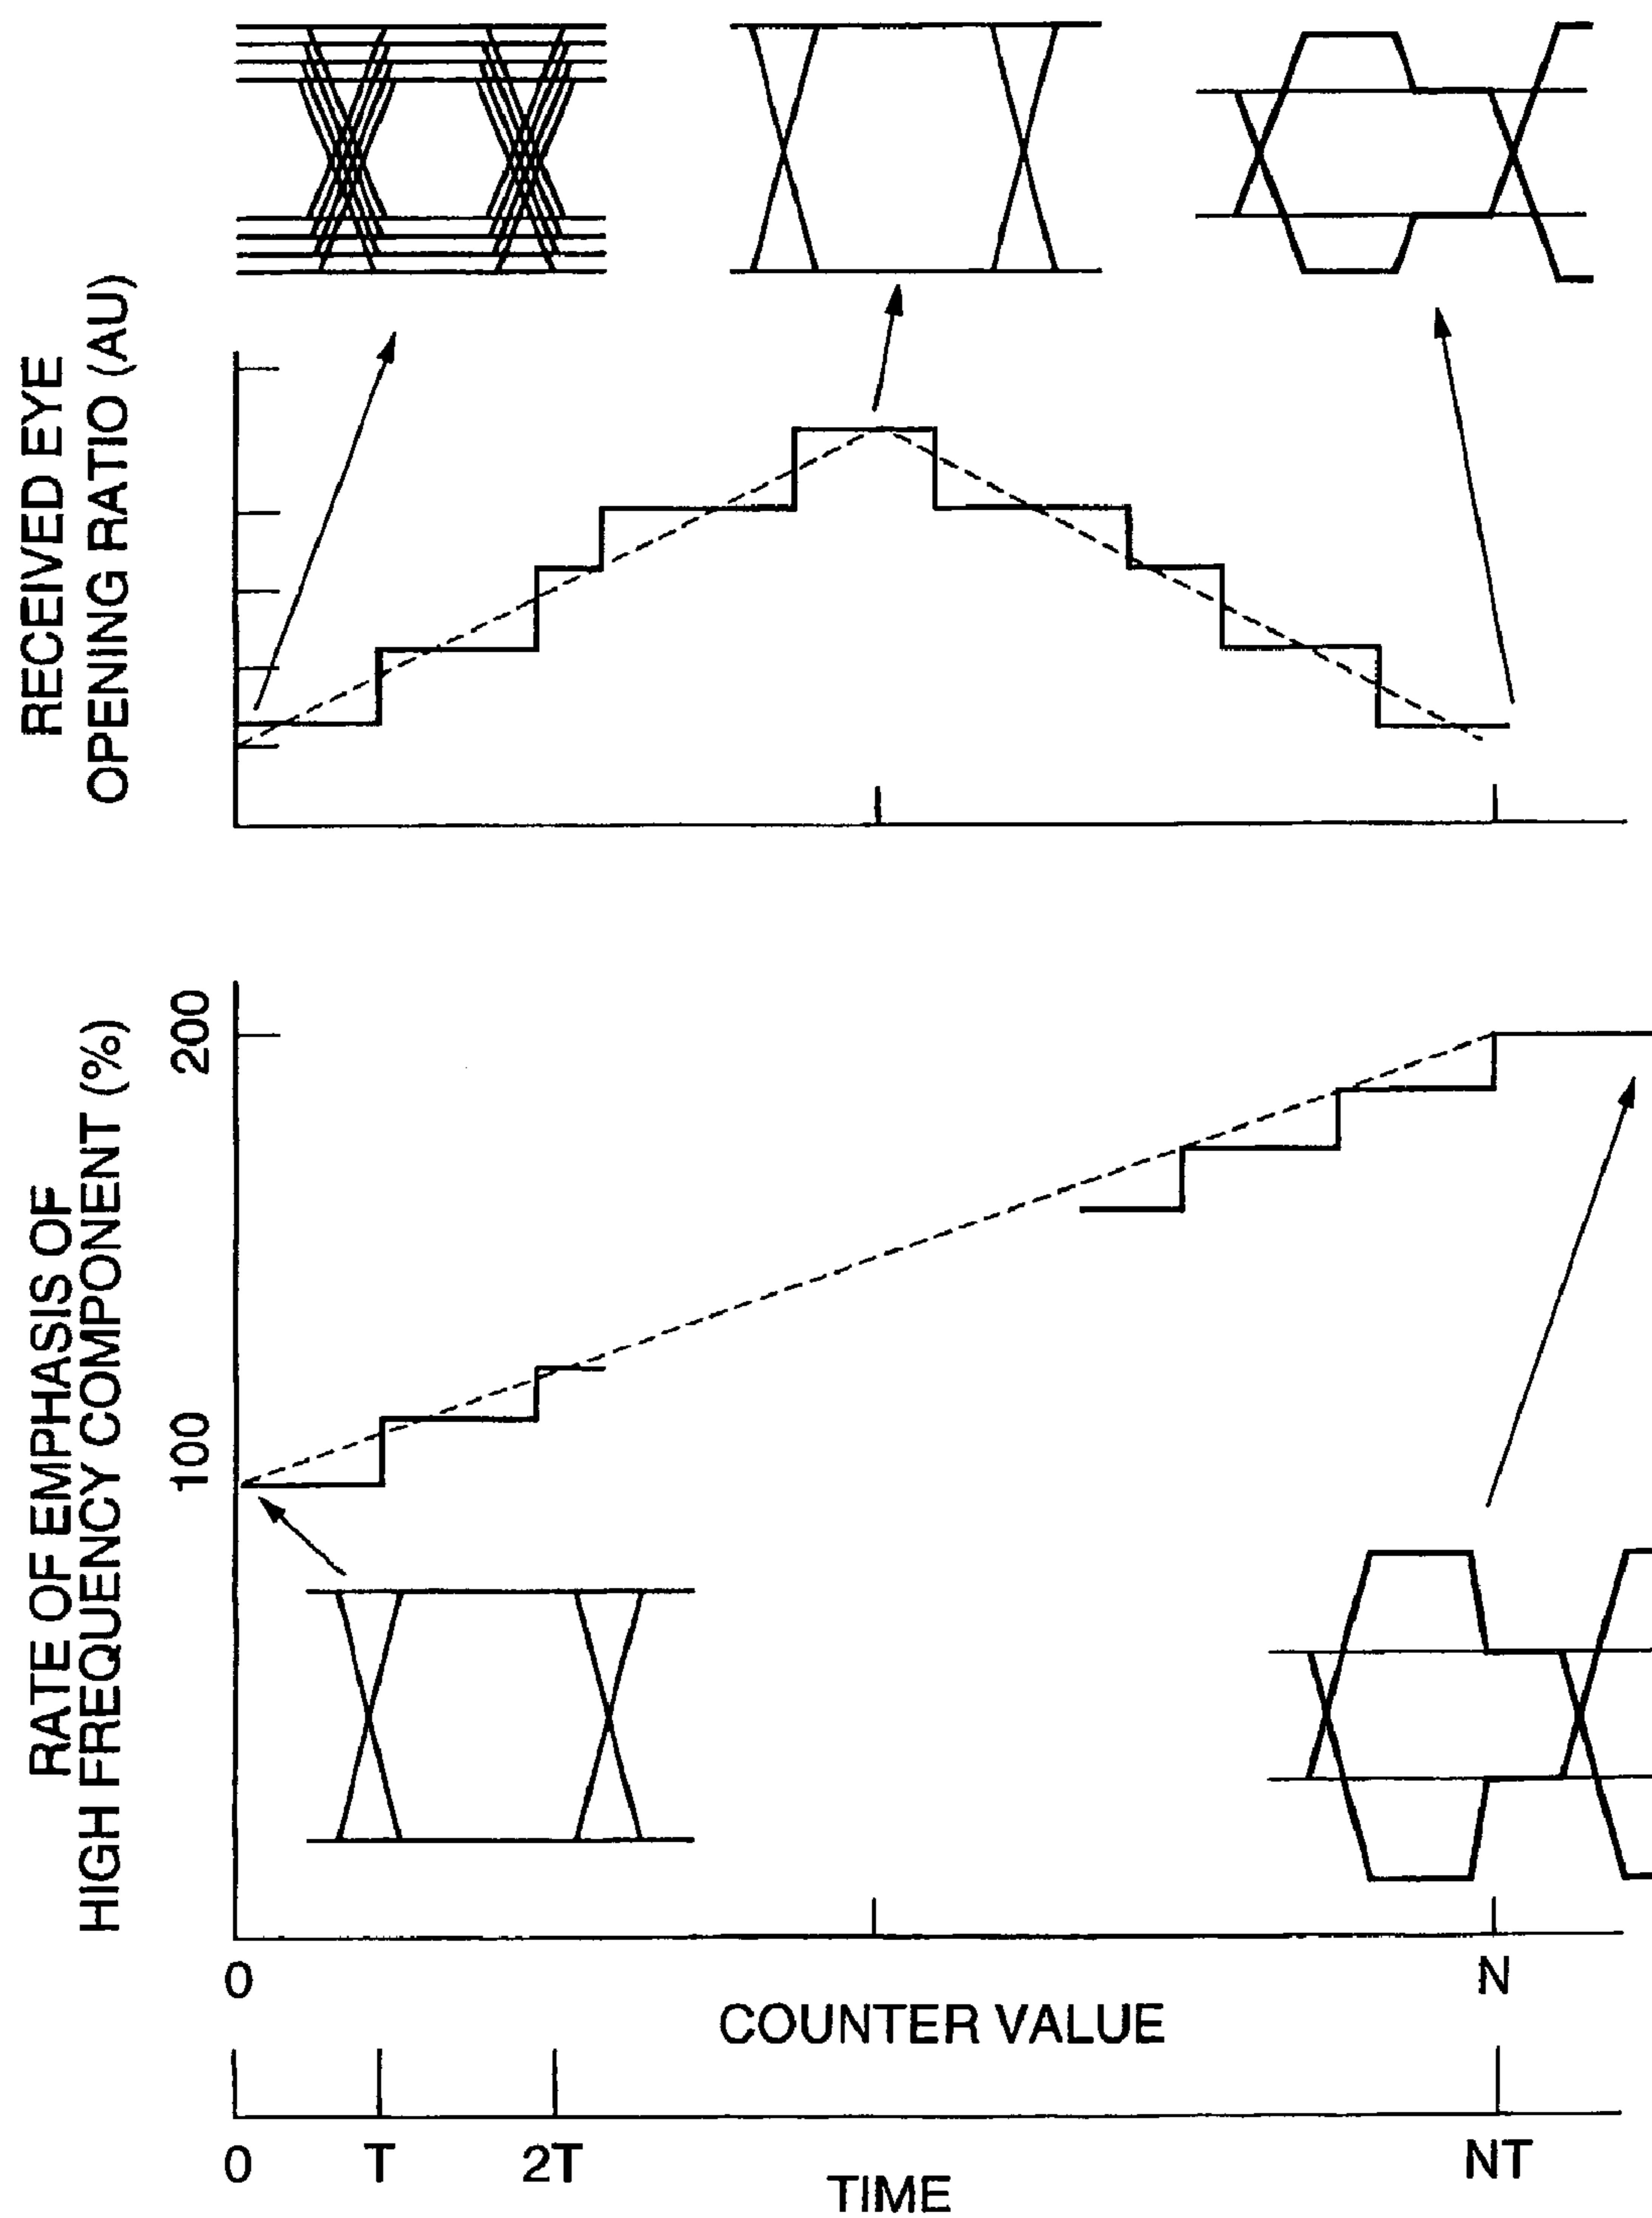 RECEIVED EYE
OPENING RATIO (AU)
RATE OF EMPHASIS OF
HIGH FREQUENCY COMPONENT (%)
200
100
0
N
COUNTER VALUE
0
T
2T
NT
TIME